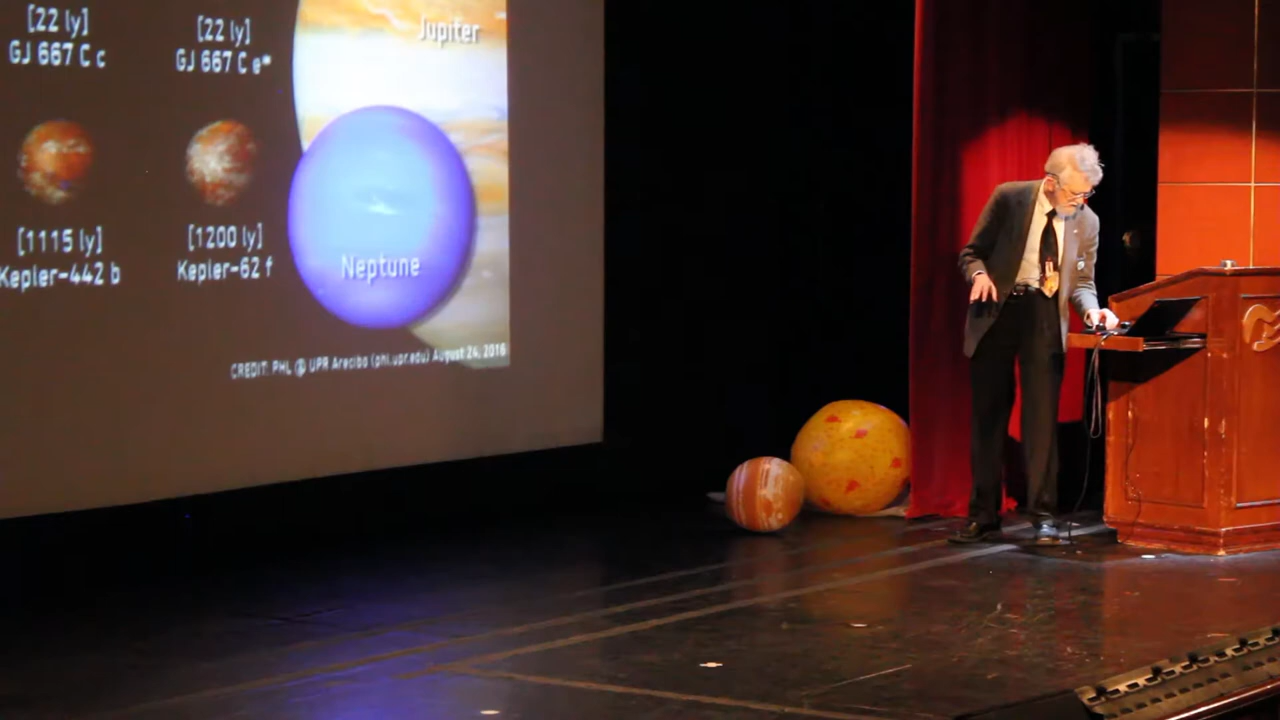 [22 ly]
GJ 667 C c
[22 ly]
GJ 667 C e*
Jupiter
[1115 ly]
Kepler-442 b
[1200 ly]
Kepler-62 f
Neptune
CREDIT: PHL @ UPR Arecibo (phl.upr.edu) August 24, 2016